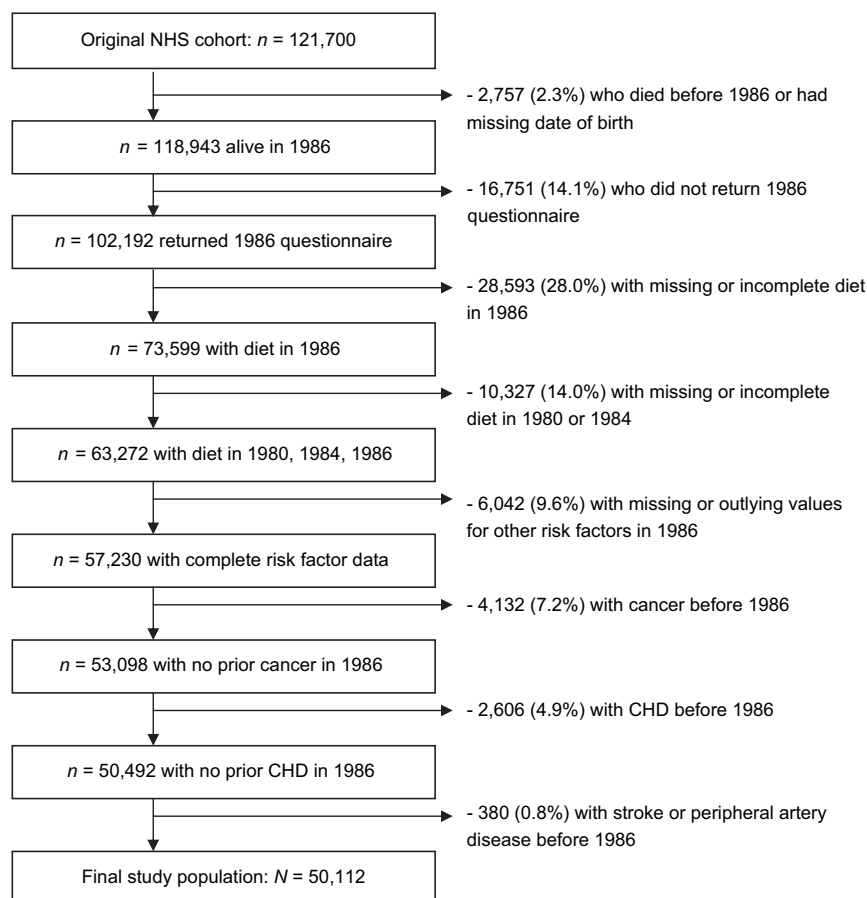 Original NHS cohort: n = 121,700
- 2,757 (2.3%) who died before 1986 or had
missing date of birth
n = 118,943 alive in 1986
- 16,751 (14.1%) who did not return 1986
questionnaire
n = 102,192 returned 1986 questionnaire
- 28,593 (28.0%) with missing or incomplete diet
in 1986
n = 73,599 with diet in 1986
- 10,327 (14.0%) with missing or incomplete
diet in 1980 or 1984
n = 63,272 with diet in 1980, 1984, 1986
- 6,042 (9.6%) with missing or outlying values
for other risk factors in 1986
n = 57,230 with complete risk factor data
- 4,132 (7.2%) with cancer before 1986
n = 53,098 with no prior cancer in 1986
- 2,606 (4.9%) with CHD before 1986
n = 50,492 with no prior CHD in 1986
- 380 (0.8%) with stroke or peripheral artery
disease before 1986
Final study population: N = 50,112